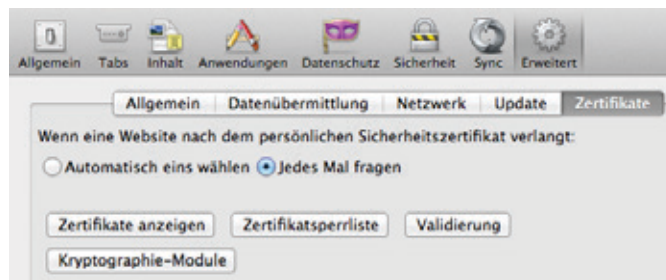 Allgemein Tabs Inhalt Anwendungen Datenschutz Sicherheit Sync Erweitert
Allgemein Datenübermittlung Netzwerk Update Zertifikate
Wenn eine Website nach dem persönlichen Sicherheitszertifikat verlangt:
Automatisch eins wählen Jedes Mal fragen
Zertifikate anzeigen Zertifikatsperrliste Validierung
Kryptographie-Module